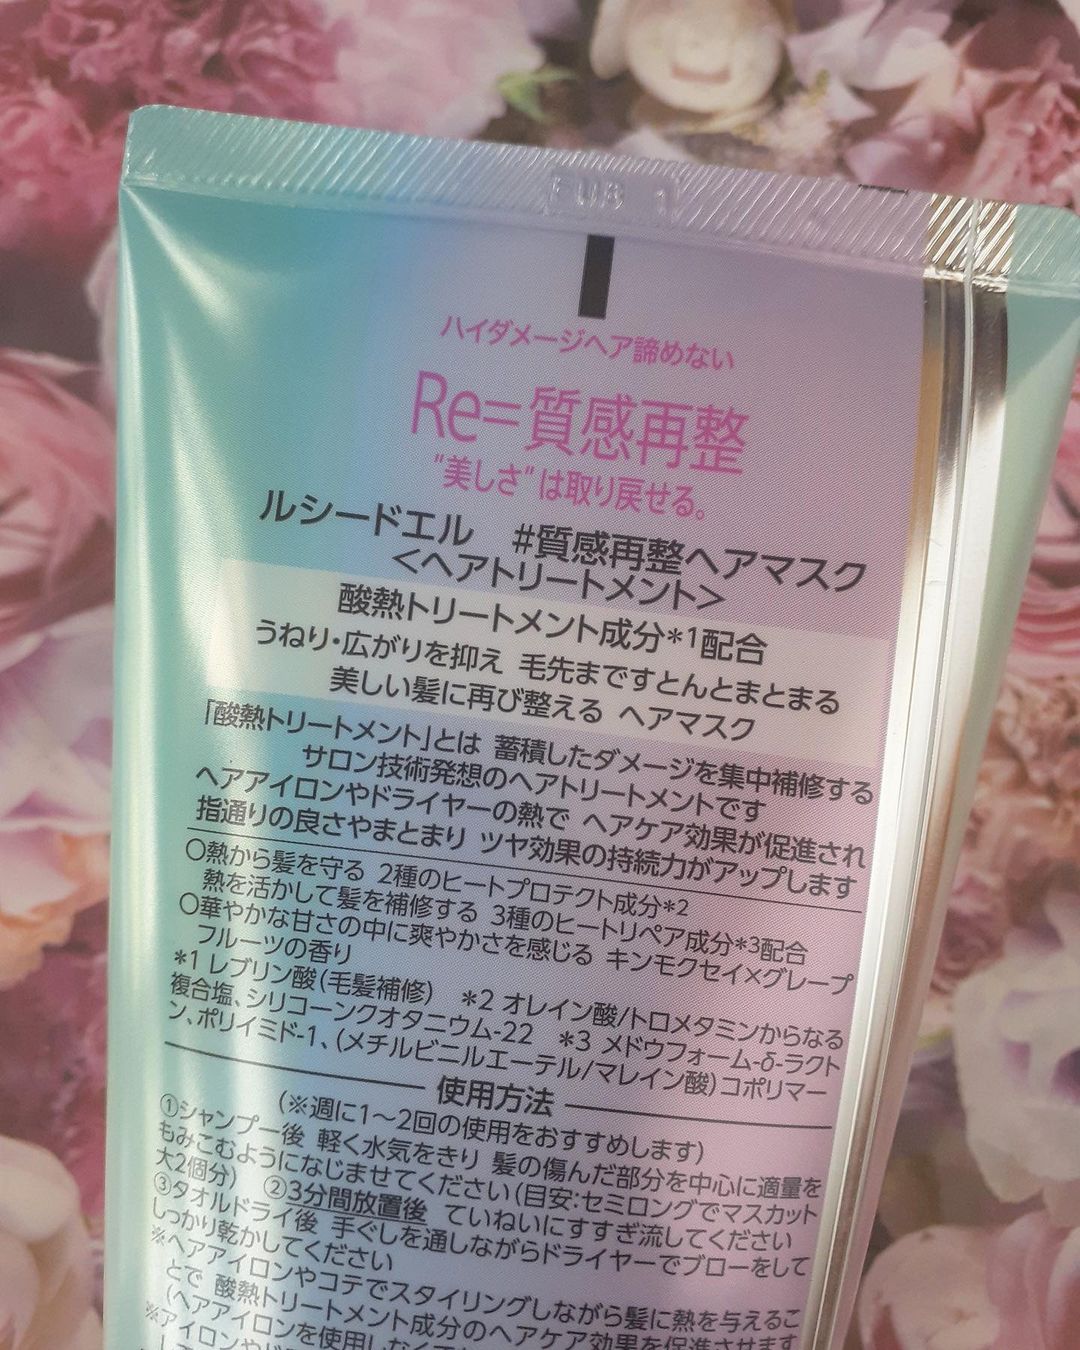 ハイダメージヘア諦めない
Re=質感再整
"美しさ"は取り戻せる。
ルシードエル #質感再整ヘアマスク
<ヘアトリートメント>
酸熱トリートメント成分*1配合
うねり・広がりを抑え 毛先まですとんとまとまる
美しい髪に再び整える ヘアマスク
「酸熱トリートメント」とは 蓄積したダメージを集中補修する
サロン技術発想のヘアトリートメントです
ヘアアイロンやドライヤーの熱で ヘアケア効果が促進され
指通りの良さやまとまり ツヤ効果の持続力がアップします
○熱から髪を守る 2種のヒートプロテクト成分*2
熱を活かして髪を補修する 3種のヒートリペア成分*3配合
○華やかな甘さの中に爽やかさを感じる キンモクセイ×グレープ
フルーツの香り
*1 レブリン酸(毛髪補修) *2 オレイン酸/トロメタミンからなる
複合塩、シリコーンクオタニウム-22 *3 メドウフォーム-δ-ラクト
ン、ポリイミド-1、(メチルビニルエーテル/マレイン酸)コポリマー
使用方法
(※週に1〜2回の使用をおすすめします)
①シャンプー後 軽く水気をきり 髪の傷んだ部分を中心に適量を
もみこむようになじませてください(目安:セミロングでマスカット
大2個分) ②3分間放置後 ていねいにすすぎ流してください
③タオルドライ後 手ぐしを通しながらドライヤーでブローをして
しっかり乾かしてください
※ヘアアイロンやコテでスタイリングしながら髪に熱を与えるこ
とで 酸熱トリートメント成分のヘアケア効果を促進させます
(ヘアアイロンを使用しなくて
※アイロンやド